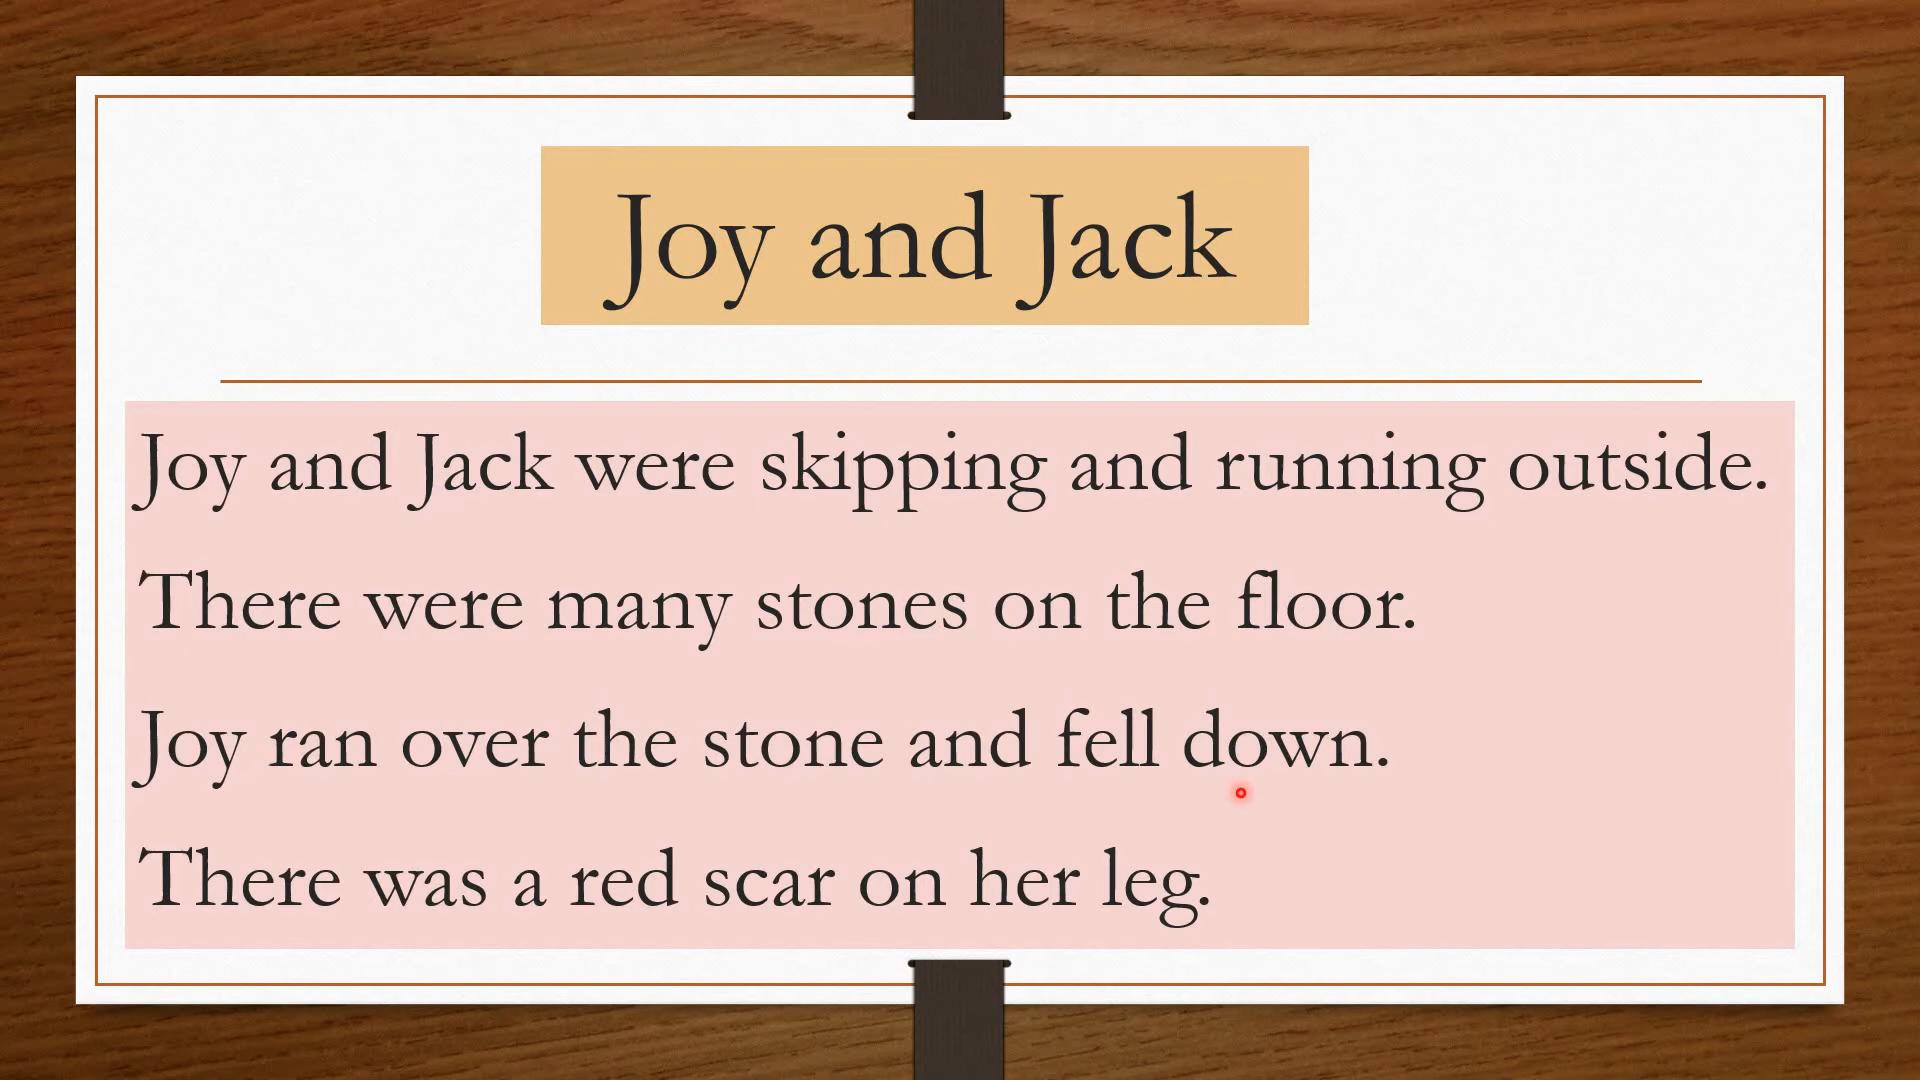 Joy and Jack
Joy and Jack were skipping and running outside.
There were many stones on the floor.
Joy ran over the stone and fell down.
There was a red scar on her leg.